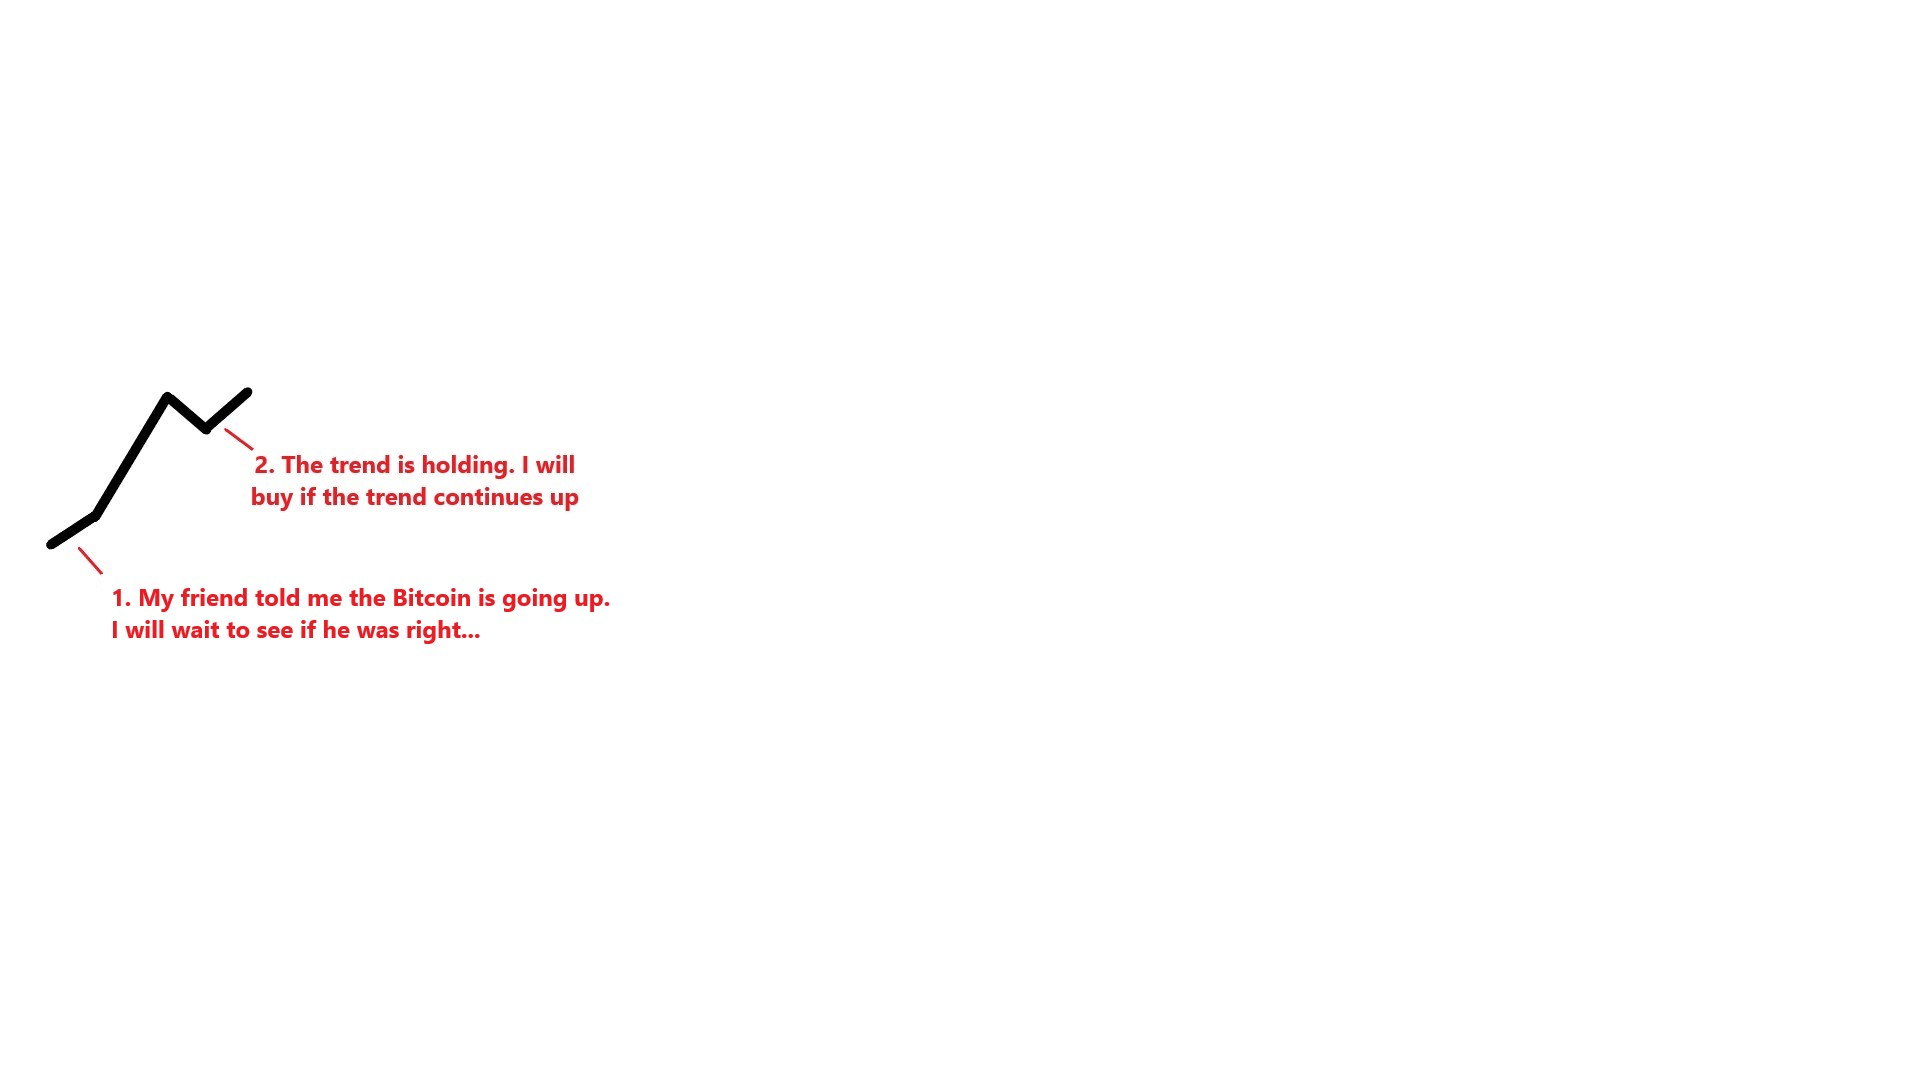 2. The trend is holding. I will
buy if the trend continues up
1. My friend told me the Bitcoin is going up.
I will wait to see if he was right...